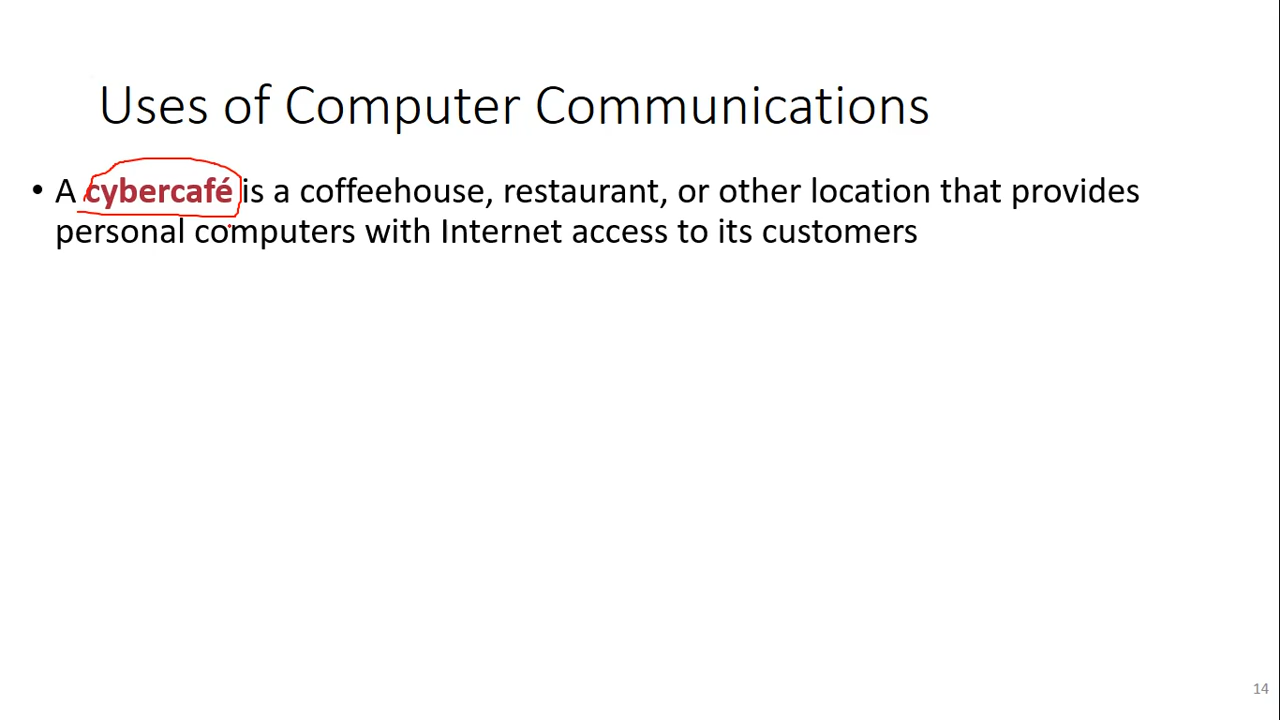 Uses of Computer Communications
• A cybercafé is a coffeehouse, restaurant, or other location that provides
personal computers with Internet access to its customers
14